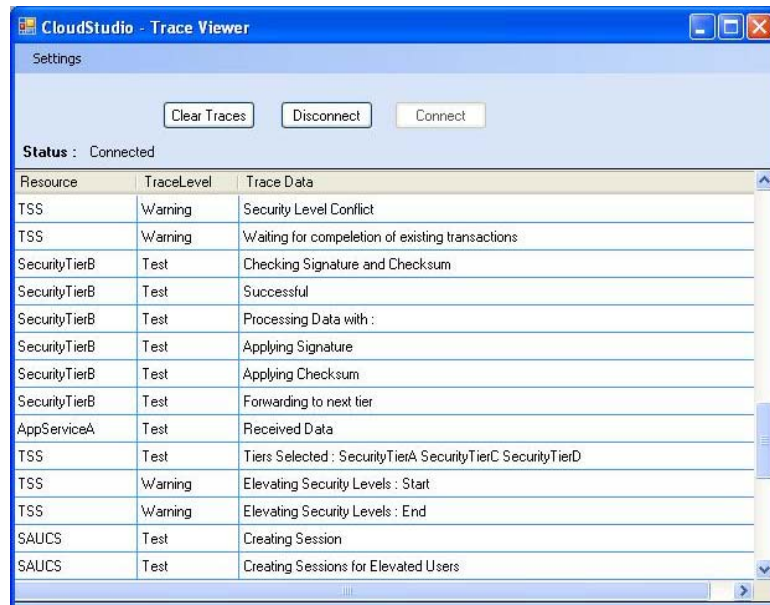 CloudStudio - Trace Viewer
Settings
Clear Traces Disconnect Connect
Status : Connected
Resource TraceLevel Trace Data
TSS Warning Security Level Conflict
TSS Warning Waiting for compeletion of existing transactions
SecurityTierB Test Checking Signature and Checksum
SecurityTierB Test Successful
SecurityTierB Test Processing Data with :
SecurityTierB Test Applying Signature
SecurityTierB Test Applying Checksum
SecurityTierB Test Forwarding to next tier
AppServiceA Test Received Data
TSS Test Tiers Selected : SecurityTierA SecurityTierC SecurityTierD
TSS Warning Elevating Security Levels : Start
TSS Warning Elevating Security Levels : End
SAUCS Test Creating Session
SAUCS Test Creating Sessions for Elevated Users